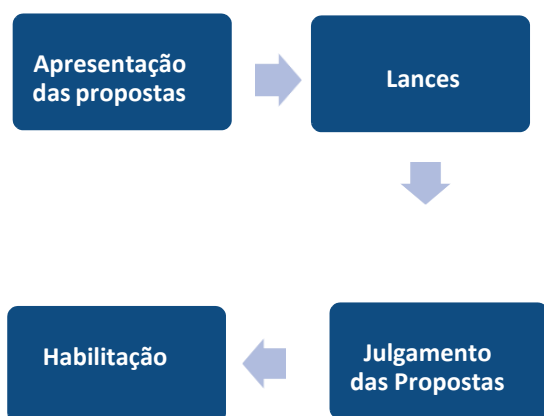 Apresentação
das propostas
Lances
Julgamento
das Propostas
Habilitação